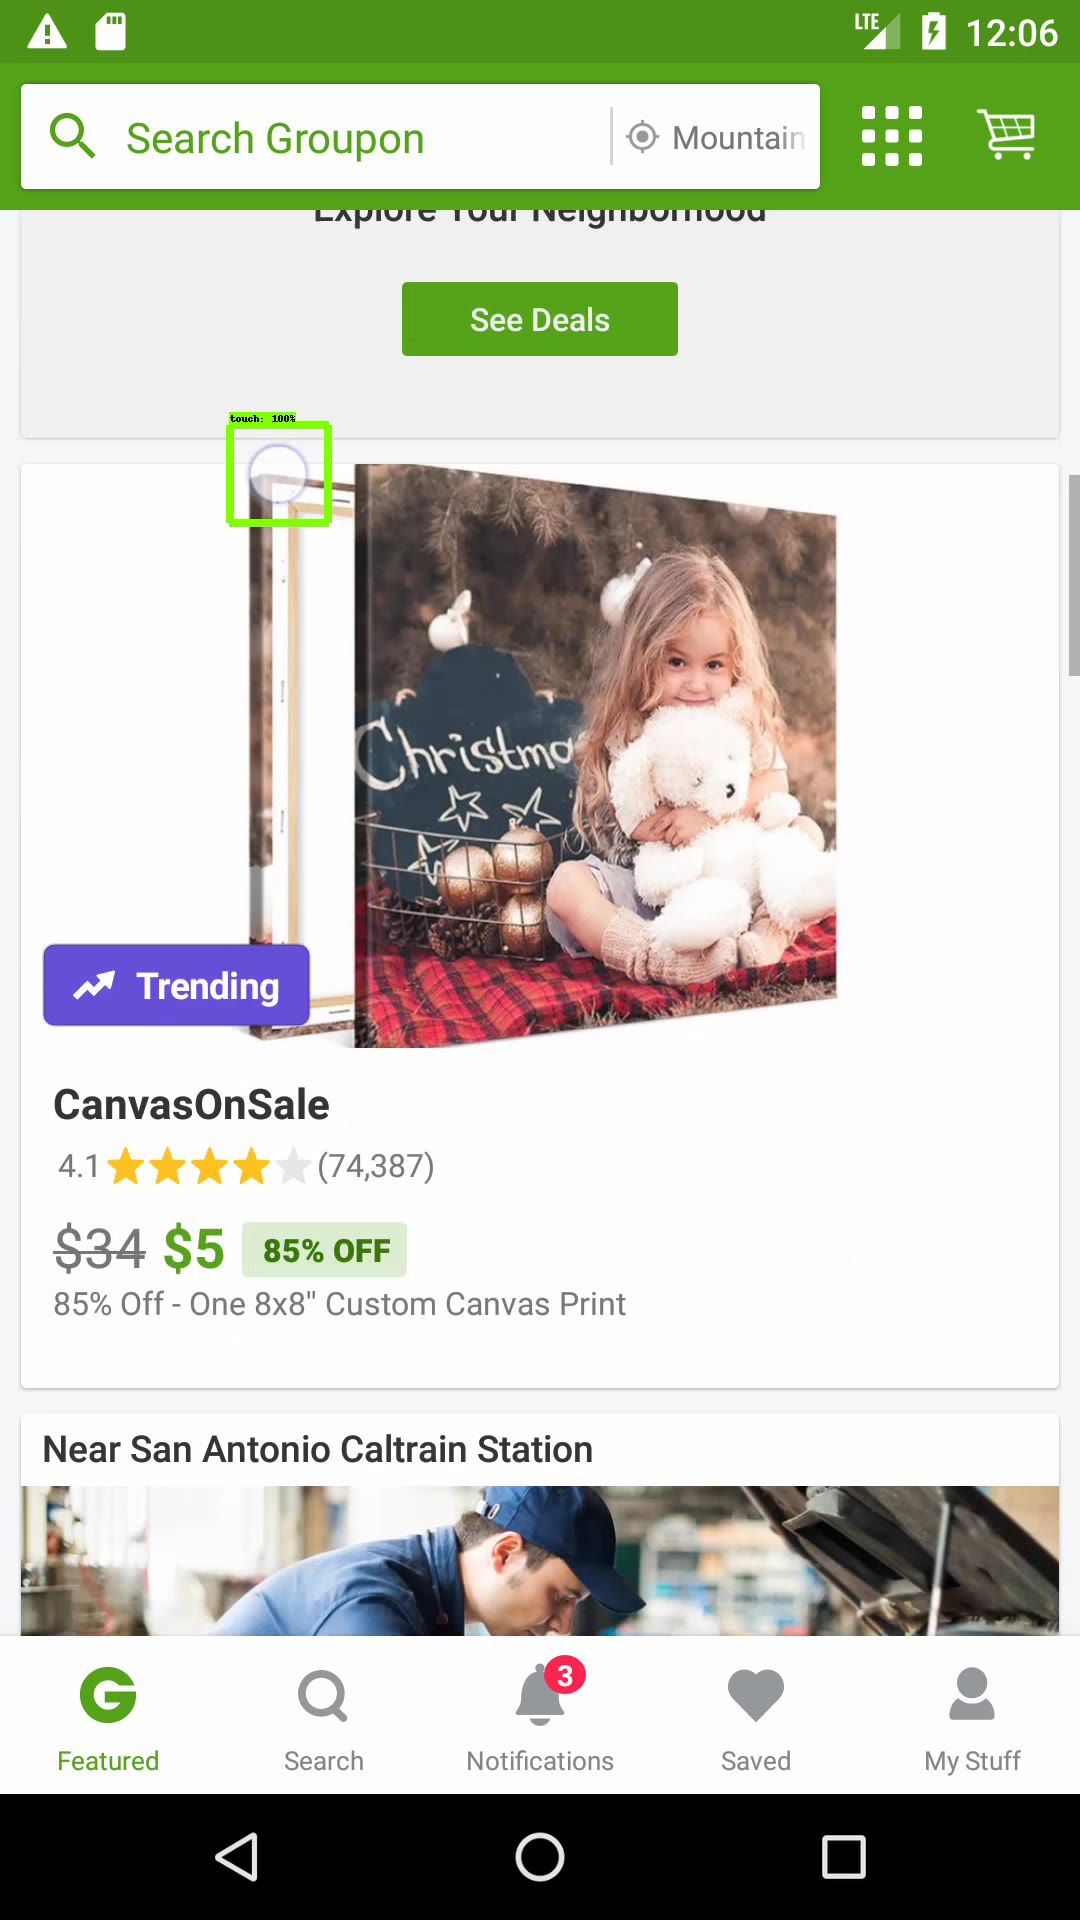 LTE
12:06
Search Groupon
Mountain
Explore Your Neighborhood
See Deals
touch: 100%
Christma
Trending
CanvasOnSale
4.1 (74,387)
$34 $5 85% OFF
85% Off - One 8x8" Custom Canvas Print
Near San Antonio Caltrain Station
3
Featured
Search
Notifications
Saved
My Stuff